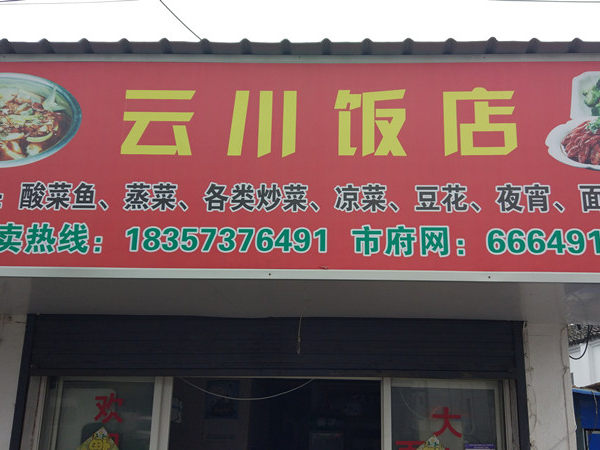 云川饭店
：酸菜鱼、蒸菜、各类炒菜、凉菜、豆花、夜宵、面
卖热线：18357376491 市府网：666491
欢
大